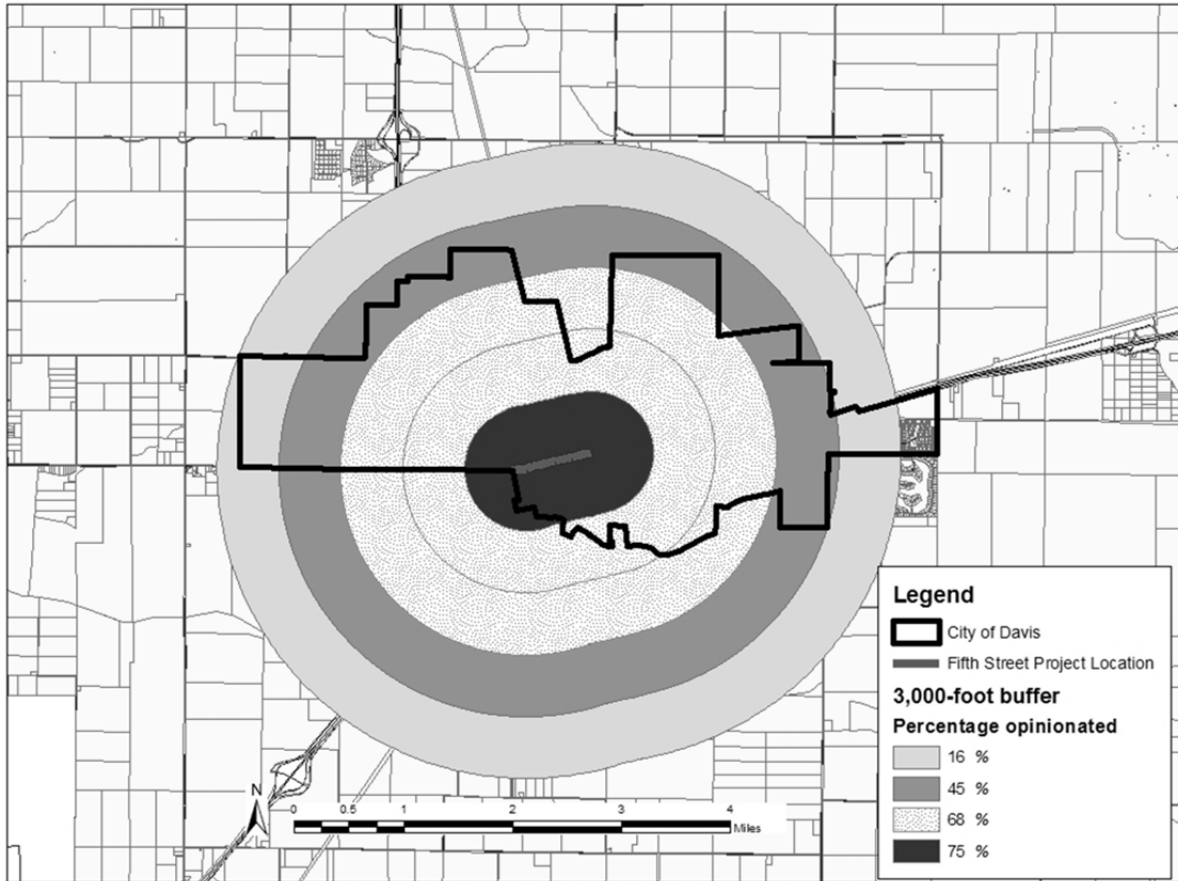 Legend
City of Davis
Fifth Street Project Location
3,000-foot buffer
Percentage opinionated
16 %
45 %
68 %
75 %
N
0 0.5 1 2 3 4
Miles